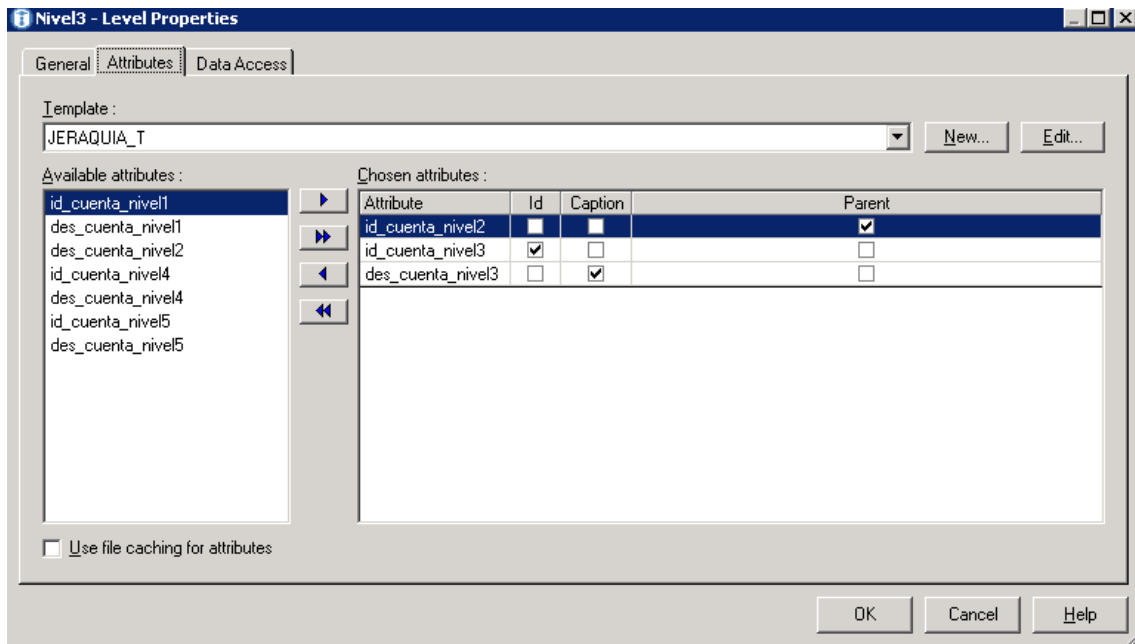 Nivel3 - Level Properties
General Attributes Data Access
Template :
JERAQUIA_T New... Edit...
Available attributes :
id_cuenta_nivel1
des_cuenta_nivel1
des_cuenta_nivel2
id_cuenta_nivel4
des_cuenta_nivel4
id_cuenta_nivel5
des_cuenta_nivel5
Chosen attributes :
Attribute Id Caption Parent
id_cuenta_nivel2
id_cuenta_nivel3
des_cuenta_nivel3
Use file caching for attributes
OK Cancel Help